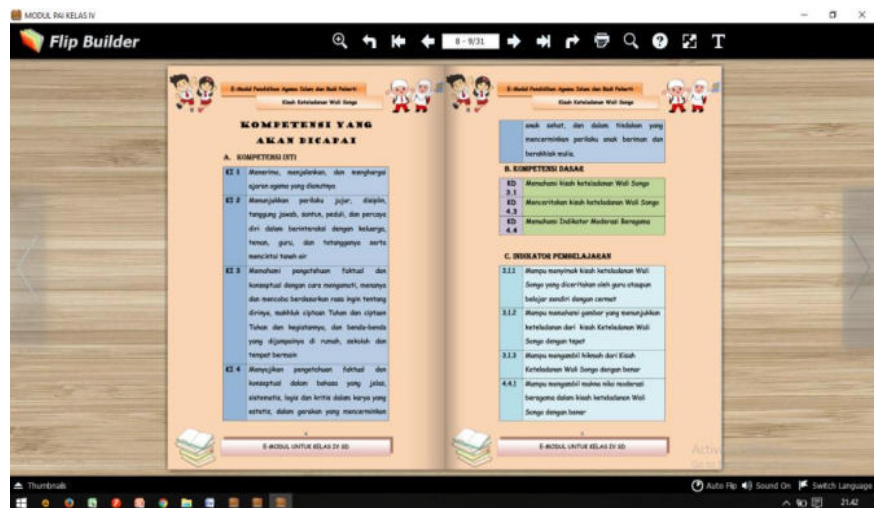 MODUL PAI KELAS IV
Flip Builder
8 - 9/31
E-Modul Pendidikan Agama Islam dan Budi Pekerti
Kisah Keteladanan Wali Songo
KOMPETENSI YANG
AKAN DICAPAI
A. KOMPETENSI INTI
KI 1 Menerima, menjalankan, dan menghargai
ajaran agama yang dianutnya
KI 2 Menunjukkan perilaku jujur, disiplin,
tanggung jawab, santun, peduli, dan percaya
diri dalam berinteraksi dengan keluarga,
teman, guru, dan tetangganya serta
mencintai tanah air
KI 3 Memahami pengetahuan faktual dan
konseptual dengan cara mengamati, menanya
dan mencoba berdasarkan rasa ingin tentang
dirinya, makhluk ciptaan Tuhan dan ciptaan
Tuhan dan kegiatannya, dan benda-benda
yang dijumpainya di rumah, sekolah dan
tempat bermain
KI 4 Menyajikan pengetahuan faktual dan
konseptual dalam bahasa yang jelas,
sistematis, logis dan kritis dalam karya yang
estetis, dalam gerakan yang mencerminkan
E-MODUL UNTUK KELAS IV SD
E-Modul Pendidikan Agama Islam dan Budi Pekerti
Kisah Keteladanan Wali Songo
anak sehat, dan dalam tindakan yang
mencerminkan perilaku anak beriman dan
berakhlak mulia.
B. KOMPETENSI DASAR
KD 3.1 Memahami kisah keteladanan Wali Songo
KD 4.3 Menceritakan kisah keteladanan Wali Songo
KD 4.4 Memahami Indikator Moderasi Beragama
C. INDIKATOR PEMBELAJARAN
3.1.1 Mampu menyimak kisah keteladanan Wali
Songo yang diceritakan oleh guru ataupun
belajar sendiri dengan cermat
3.1.2 Mampu memahami gambar yang menunjukkan
keteladanan dari kisah Keteladanan Wali
Songo dengan tepat
3.1.3 Mampu mengambil hikmah dari Kisah
Keteladanan Wali Songo dengan benar
4.4.1 Mampu mengambil makna nilai moderasi
beragama dalam kisah keteladanan Wali
Songo dengan benar
E-MODUL UNTUK KELAS IV SD
Thumbnails
Auto Flip Sound On Switch Language
21.42